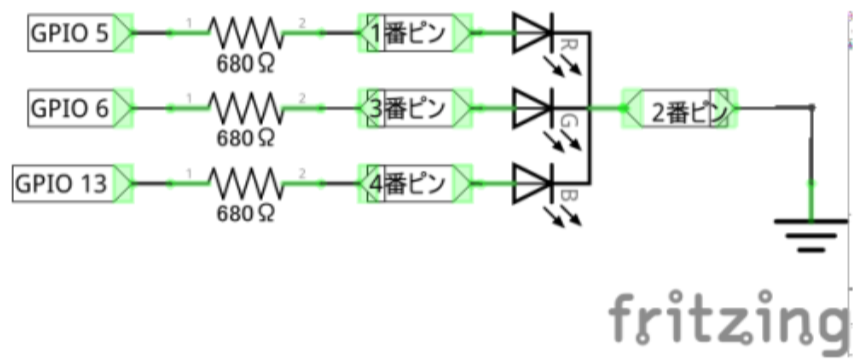 GPIO 5
1
2
1番ピン
R
680Ω
GPIO 6
1
2
3番ピン
G
2番ピン
680Ω
GPIO 13
1
2
4番ピン
B
680Ω
fritzing